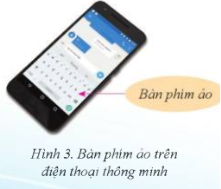 Bàn phím ảo
Hình 3. Bàn phím ảo trên
điện thoại thông minh